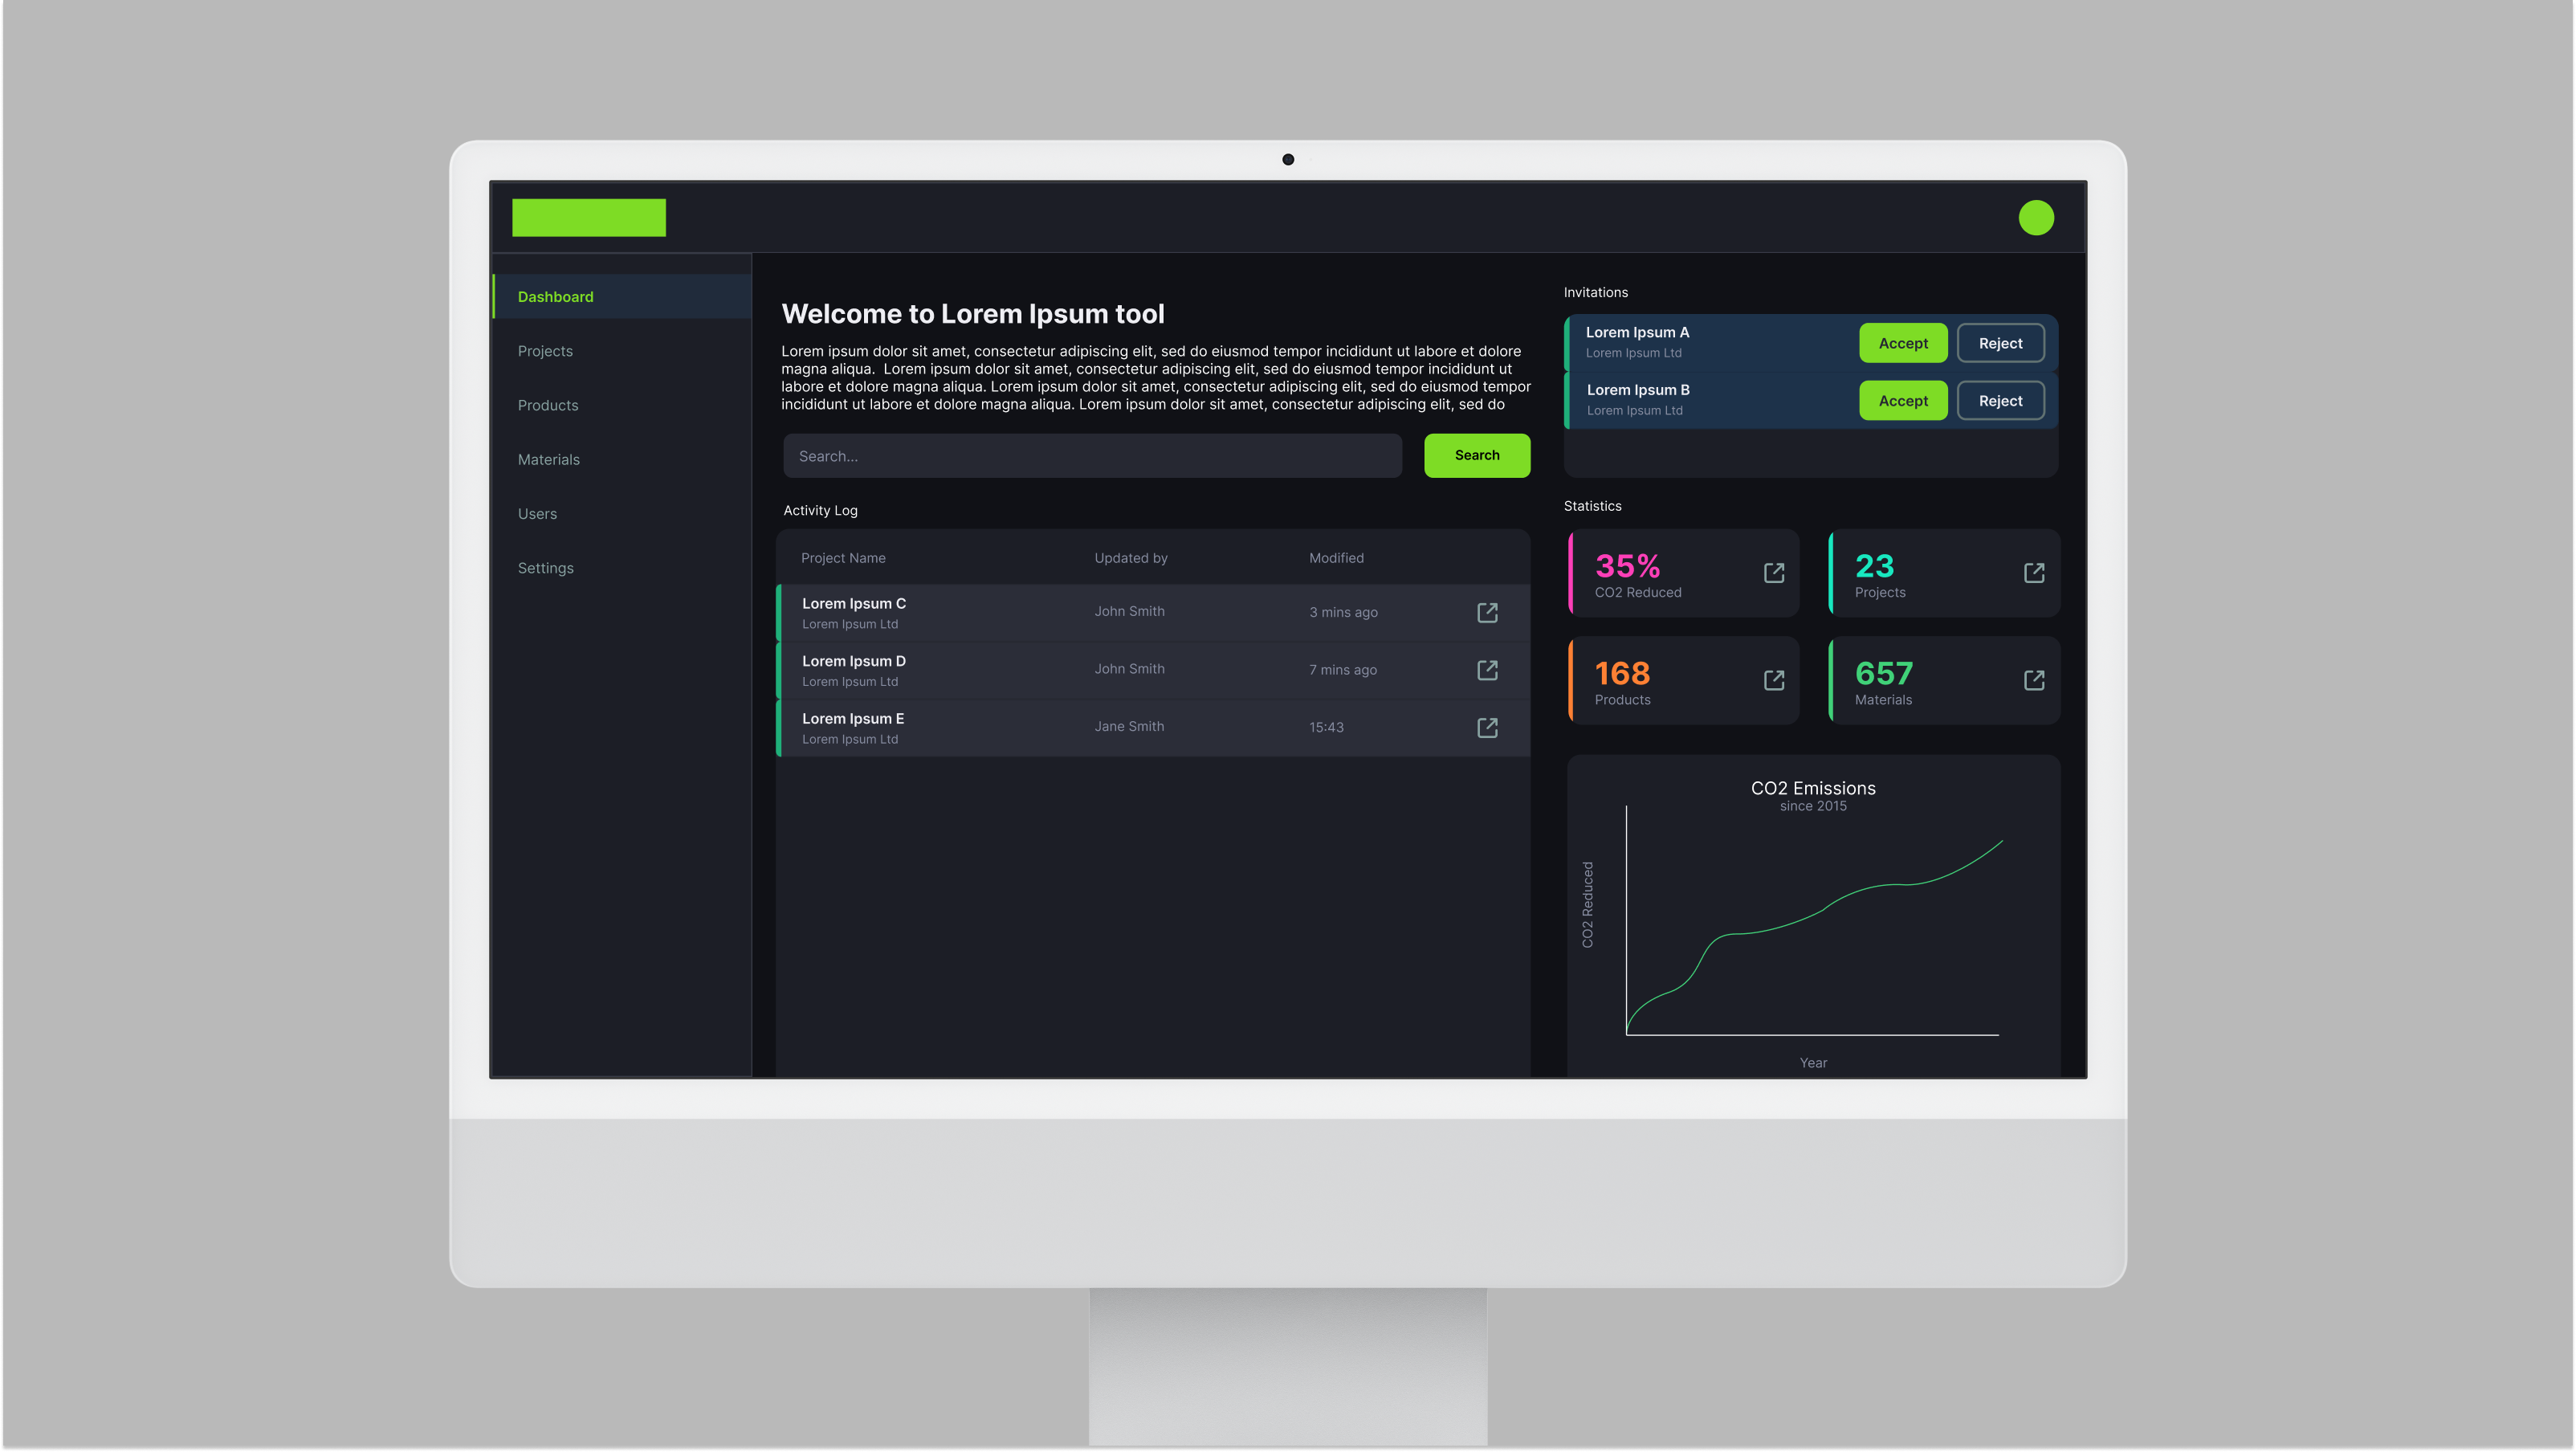 Dashboard
Projects
Products
Materials
Users
Settings
Welcome to Lorem Ipsum tool
Lorem ipsum dolor sit amet, consectetur adipiscing elit, sed do eiusmod tempor incididunt ut labore et dolore
magna aliqua.  Lorem ipsum dolor sit amet, consectetur adipiscing elit, sed do eiusmod tempor incididunt ut
labore et dolore magna aliqua. Lorem ipsum dolor sit amet, consectetur adipiscing elit, sed do eiusmod tempor
incididunt ut labore et dolore magna aliqua. Lorem ipsum dolor sit amet, consectetur adipiscing elit, sed do
Search...
Search
Activity Log
Project Name Updated by Modified
Lorem Ipsum C
Lorem Ipsum Ltd
John Smith
3 mins ago
Lorem Ipsum D
Lorem Ipsum Ltd
John Smith
7 mins ago
Lorem Ipsum E
Lorem Ipsum Ltd
Jane Smith
15:43
Invitations
Lorem Ipsum A
Lorem Ipsum Ltd
Accept
Reject
Lorem Ipsum B
Lorem Ipsum Ltd
Accept
Reject
Statistics
35%
CO2 Reduced
23
Projects
168
Products
657
Materials
CO2 Emissions
since 2015
CO2 Reduced
Year